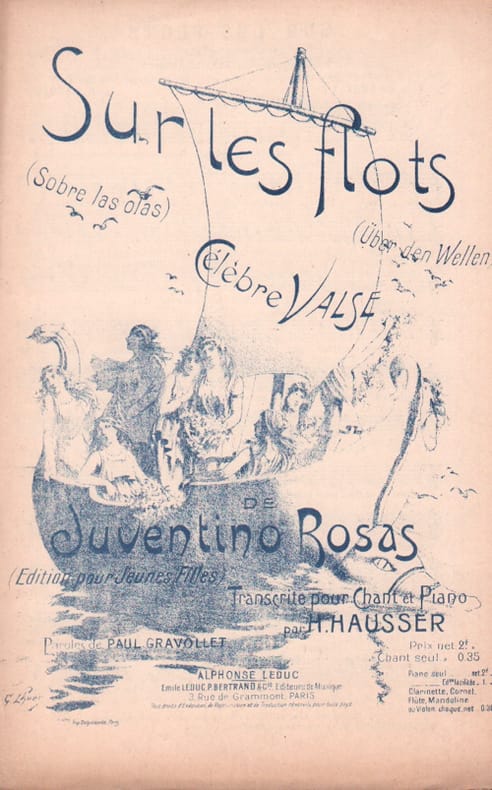 Sur les flots
(Sobre las olas)
(Über den Wellen
Célèbre VALSE
DE
Juventino Rosas
(Edition pour Jeunes Filles)
Transcrite pour Chant et Piano
par H. HAUSSER
Paroles de PAUL GRAVOLLET
Prix net. 2f.
Chant seul. 0.35
ALPHONSE LEDUC
Emile LEDUC, P. BERTRAND & Cie. Editeurs de Musique
3, Rue de Grammont, PARIS
Piano seul net. 2f
Clarinette, Cornet,
Flûte, Mandoline
ou Violon, chaque, net